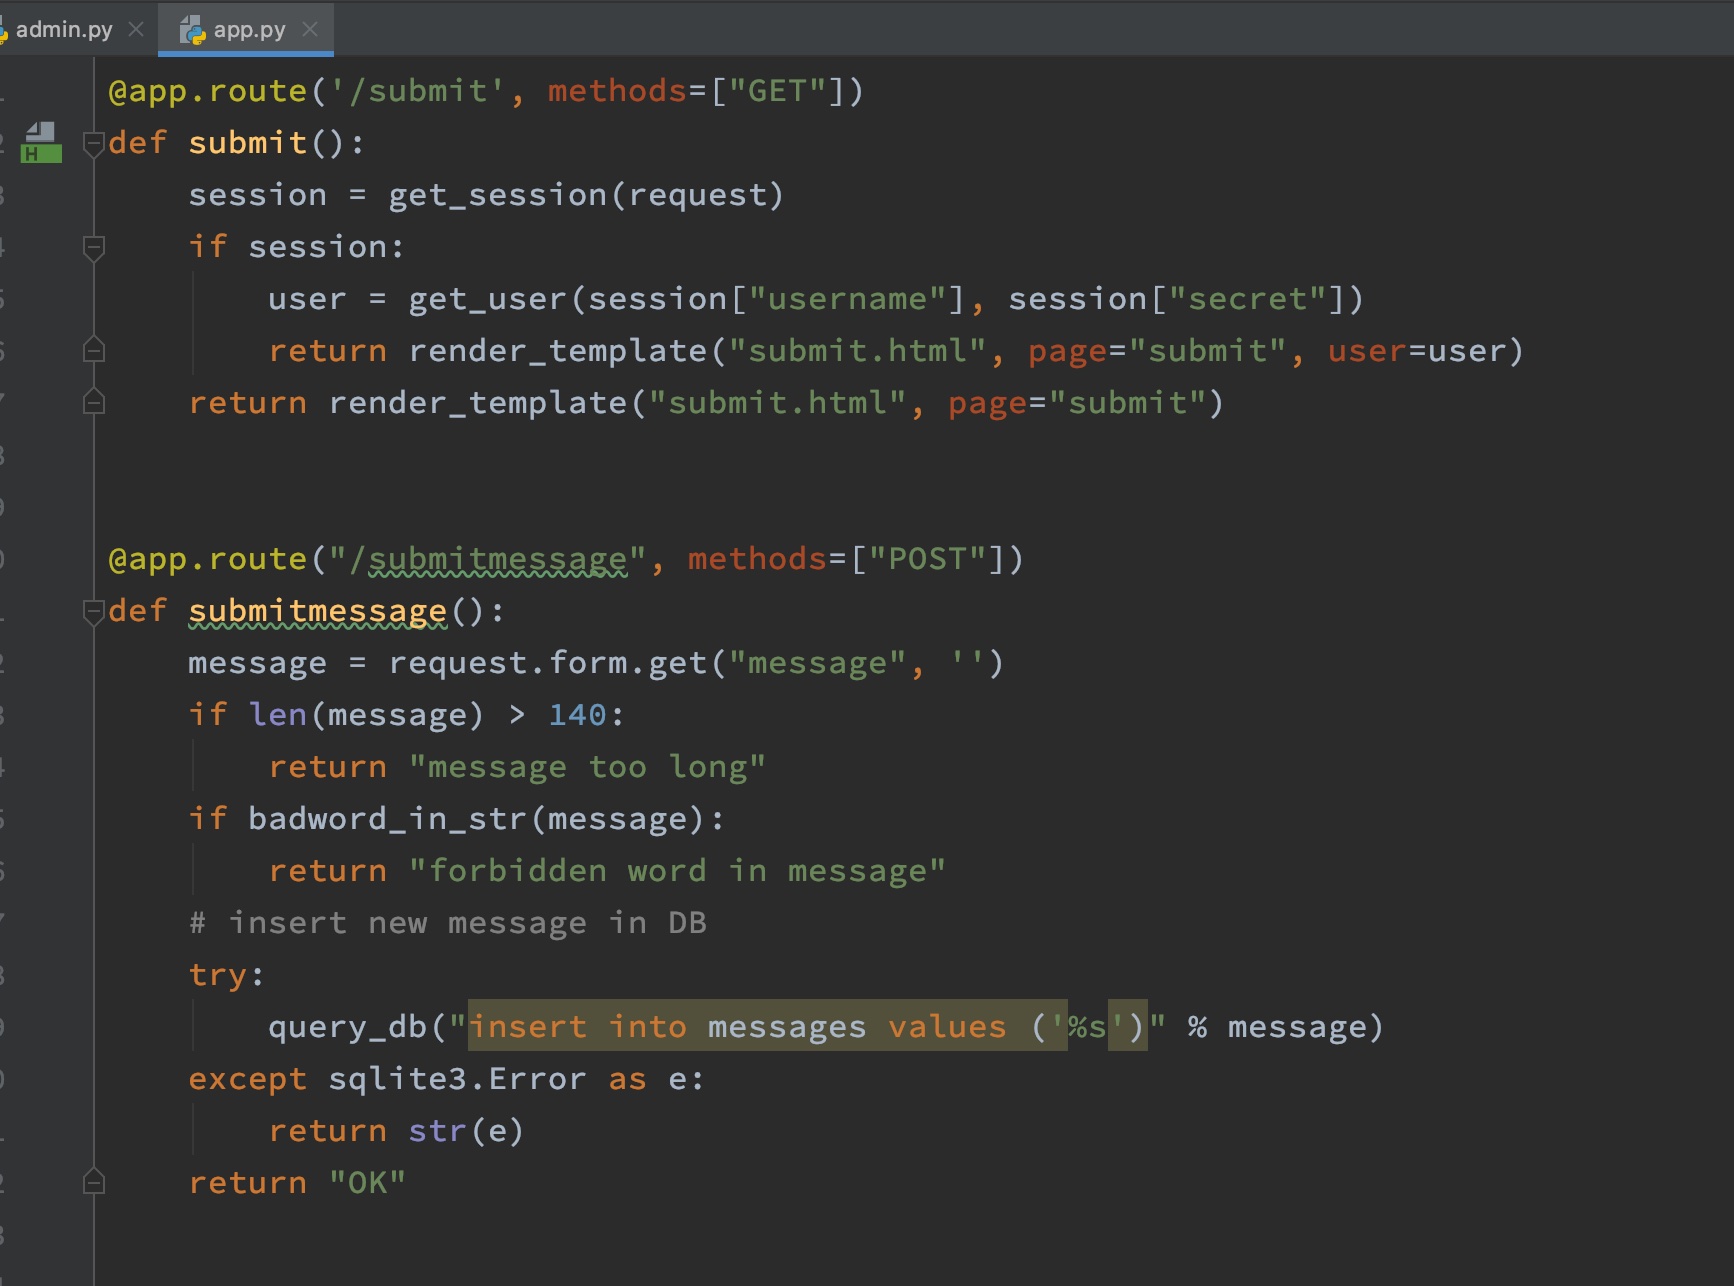 admin.py app.py
@app.route('/submit', methods=["GET"])
def submit():
    session = get_session(request)
    if session:
        user = get_user(session["username"], session["secret"])
        return render_template("submit.html", page="submit", user=user)
    return render_template("submit.html", page="submit")
@app.route("/submitmessage", methods=["POST"])
def submitmessage():
    message = request.form.get("message", '')
    if len(message) > 140:
        return "message too long"
    if badword_in_str(message):
        return "forbidden word in message"
    # insert new message in DB
    try:
        query_db("insert into messages values ('%s')" % message)
    except sqlite3.Error as e:
        return str(e)
    return "OK"